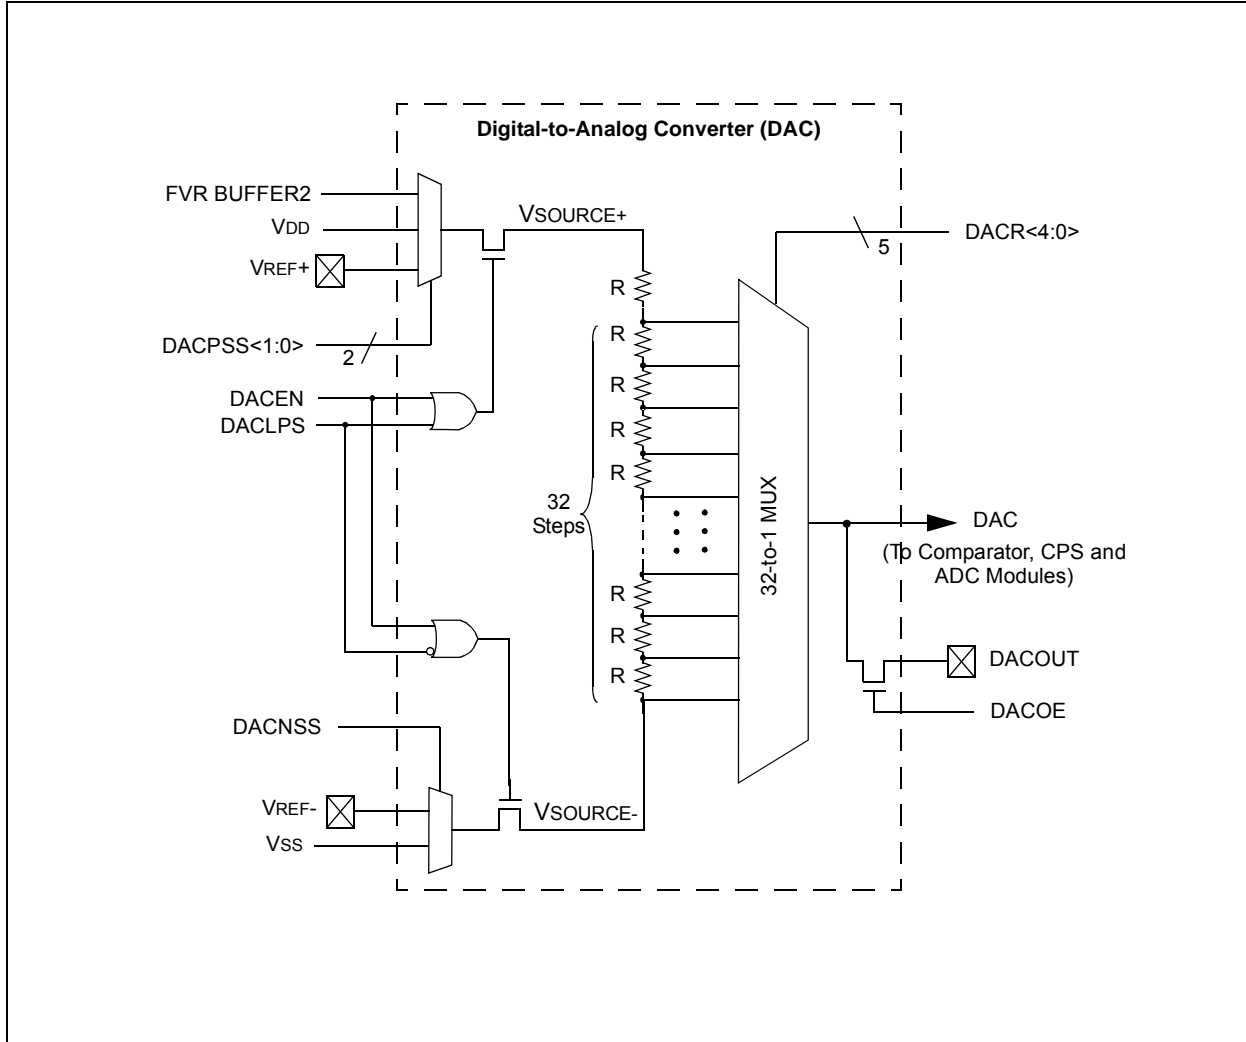 Digital-to-Analog Converter (DAC)
FVR BUFFER2
VDD
VREF+
VSOURCE+
DACR<4:0>
5
DACPSS<1:0>
2
DACEN
DACLPS
R
R
R
R
R
32
Steps
R
R
R
32-to-1 MUX
DAC
(To Comparator, CPS and
ADC Modules)
DACOUT
DACOE
DACNSS
VREF-
VSS
VSOURCE-